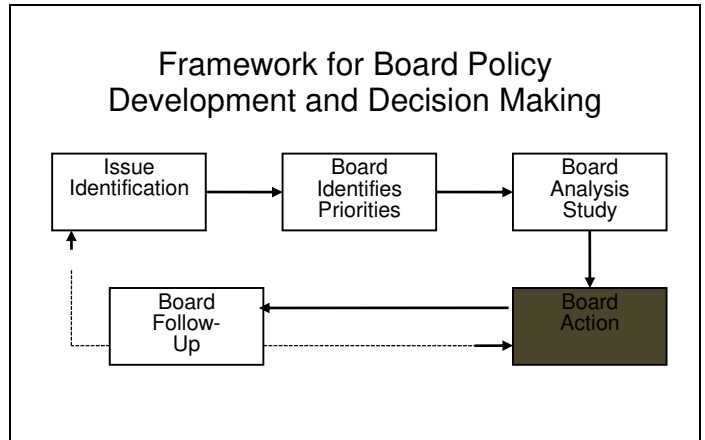 Framework for Board Policy
Development and Decision Making
Issue
Identification
Board
Identifies
Priorities
Board
Analysis
Study
Board
Follow-
Up
Board
Action